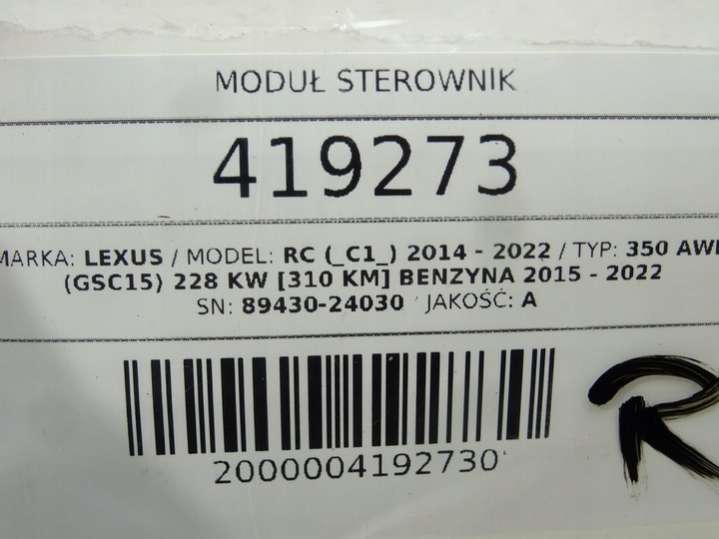 MODUŁ STEROWNIK
419273
MARKA: LEXUS / MODEL: RC (_C1_) 2014 - 2022 / TYP: 350 AWD
(GSC15) 228 KW [310 KM] BENZYNA 2015 - 2022
SN: 89430-24030 JAKOŚĆ: A
R
2000004192730